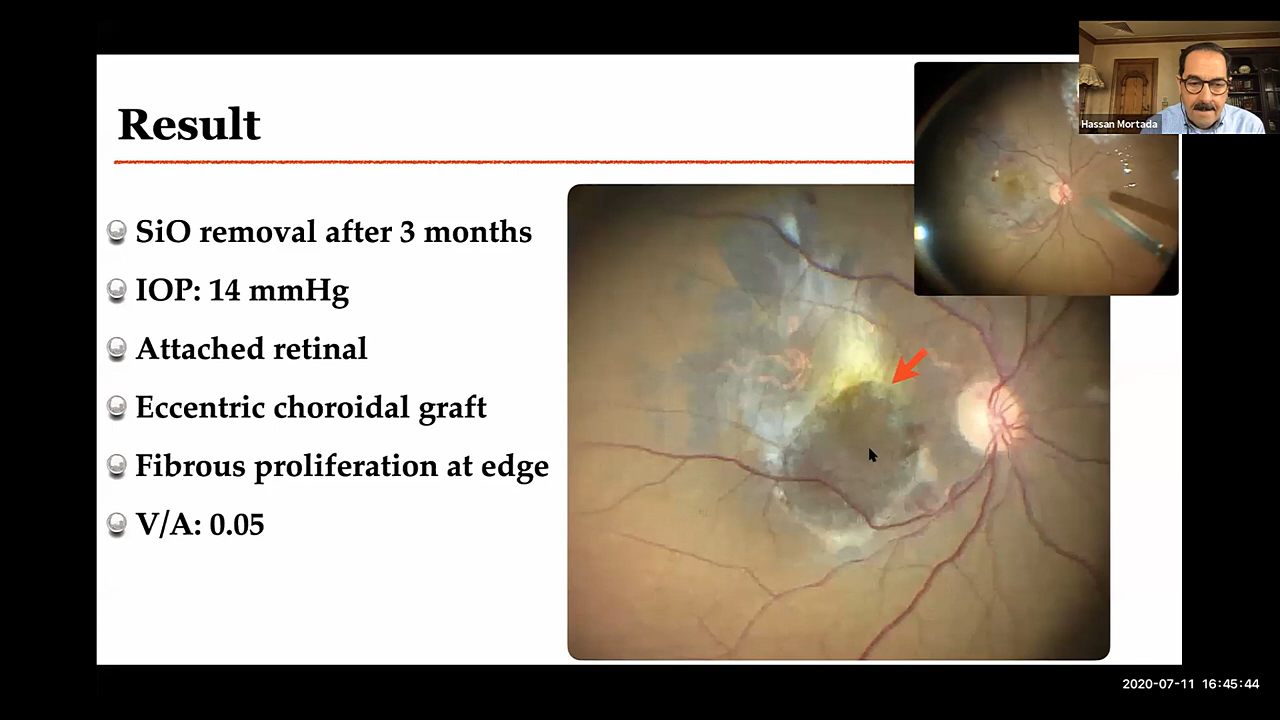 Result
Hassan Mortada
SiO removal after 3 months
IOP: 14 mmHg
Attached retinal
Eccentric choroidal graft
Fibrous proliferation at edge
V/A: 0.05
2020-07-11 16:45:44